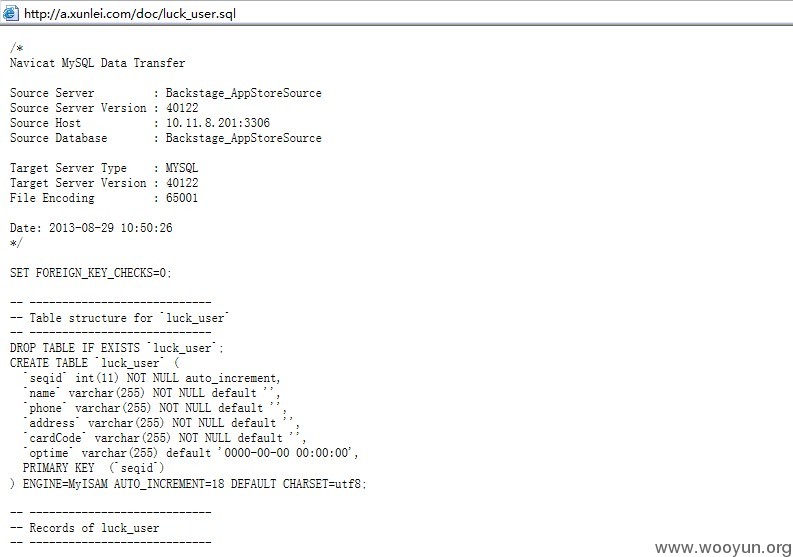 http://a.xunlei.com/doc/luck_user.sql
/*
Navicat MySQL Data Transfer
Source Server         : Backstage_AppStoreSource
Source Server Version : 40122
Source Host           : 10.11.8.201:3306
Source Database       : Backstage_AppStoreSource
Target Server Type    : MYSQL
Target Server Version : 40122
File Encoding         : 65001
Date: 2013-08-29 10:50:26
*/
SET FOREIGN_KEY_CHECKS=0;
-- ----------------------------
-- Table structure for `luck_user`
-- ----------------------------
DROP TABLE IF EXISTS `luck_user`;
CREATE TABLE `luck_user` (
  `seqid` int(11) NOT NULL auto_increment,
  `name` varchar(255) NOT NULL default '',
  `phone` varchar(255) NOT NULL default '',
  `address` varchar(255) NOT NULL default '',
  `cardCode` varchar(255) NOT NULL default '',
  `optime` varchar(255) default '0000-00-00 00:00:00',
  PRIMARY KEY  (`seqid`)
) ENGINE=MyISAM AUTO_INCREMENT=18 DEFAULT CHARSET=utf8;
-- ----------------------------
-- Records of luck_user
-- ----------------------------
www.wooyun.org